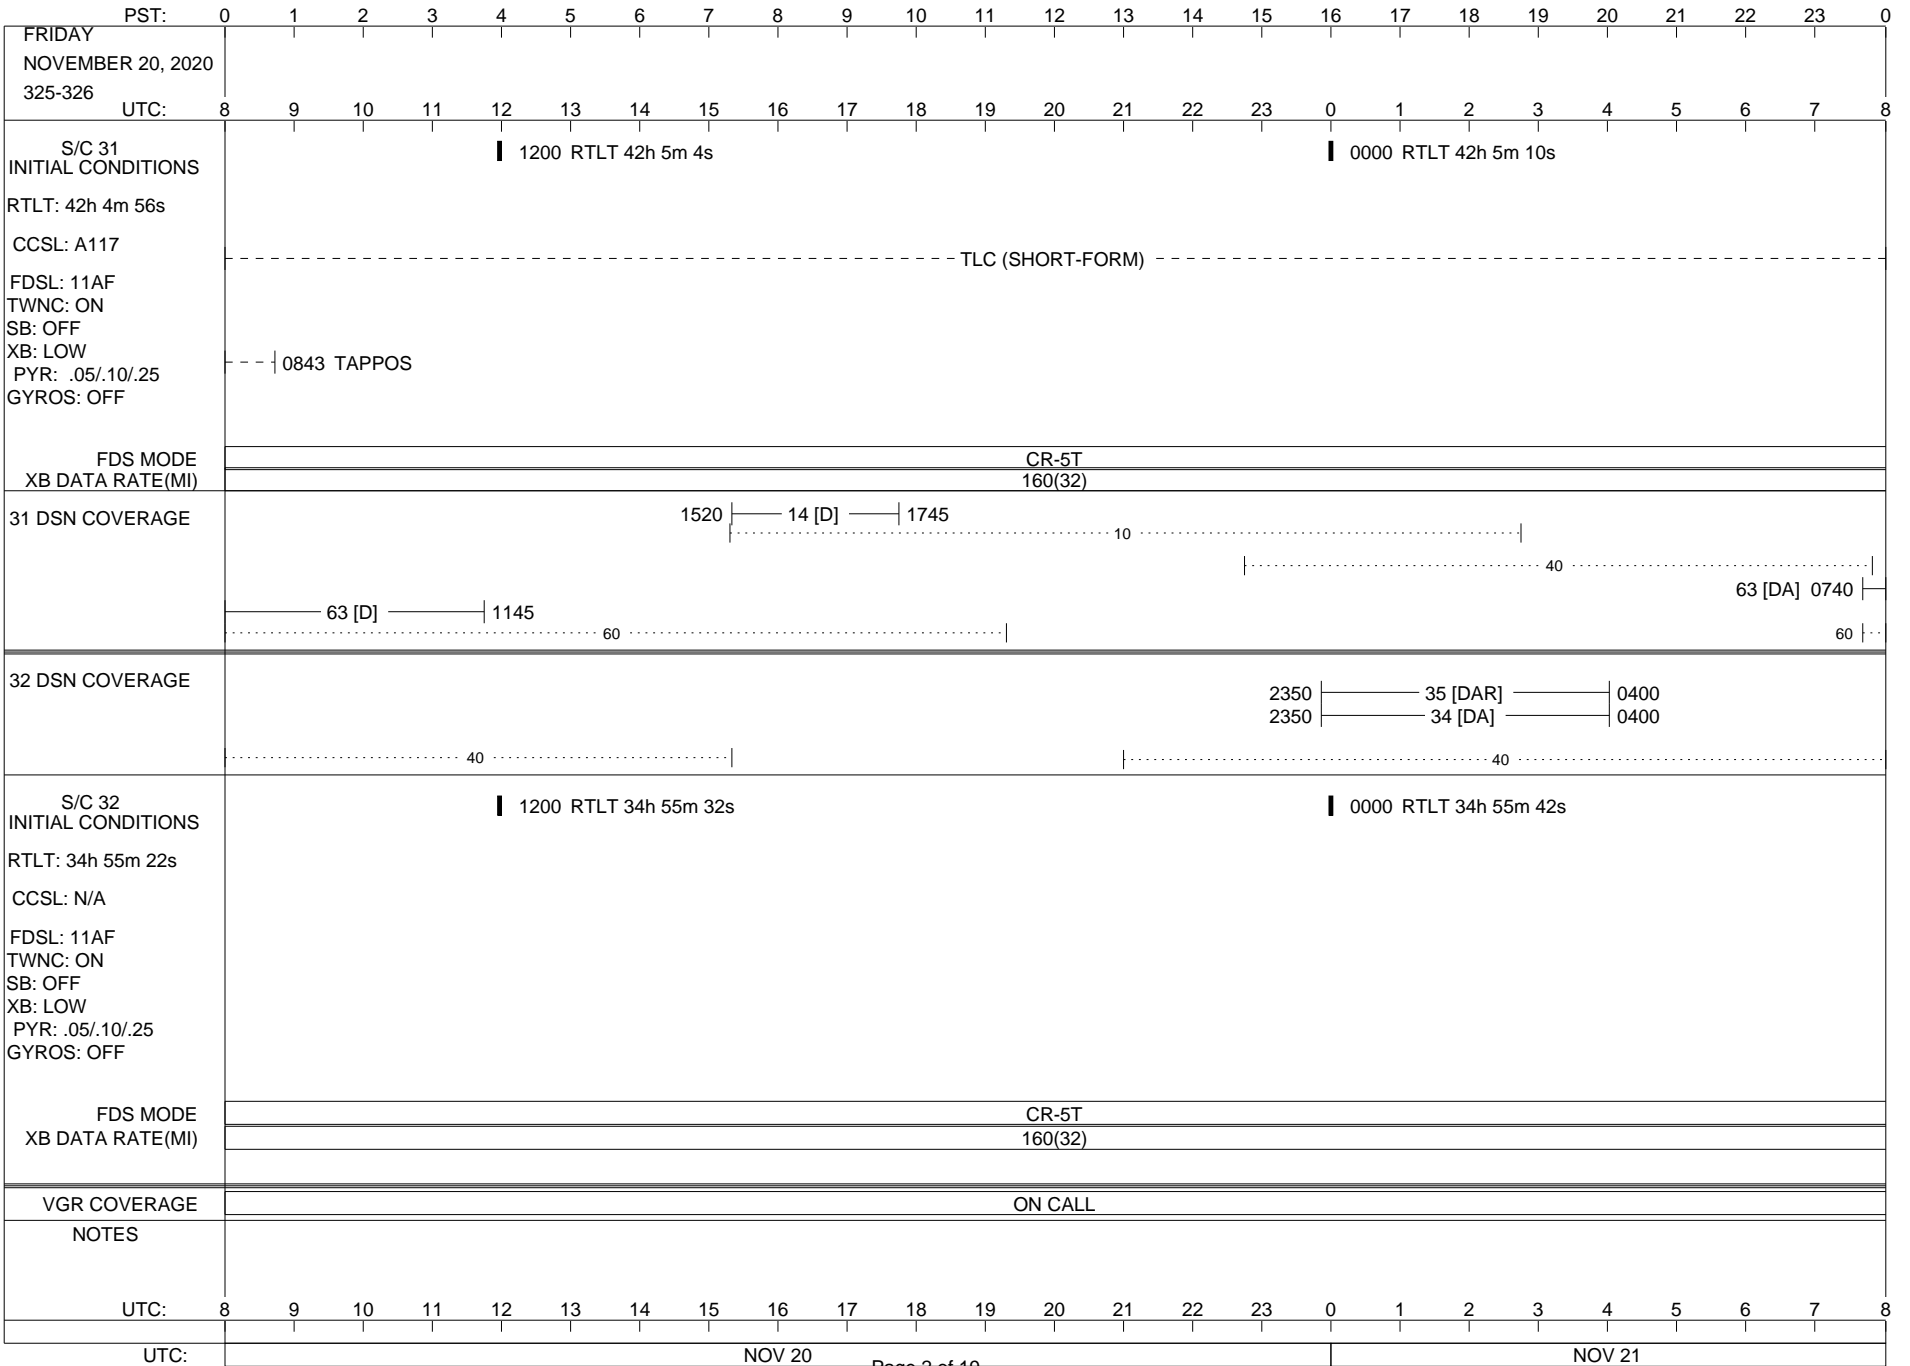 PST: 0 1 2 3 4 5 6 7 8 9 10 11 12 13 14 15 16 17 18 19 20 21 22 23 0
FRIDAY
NOVEMBER 20, 2020
325-326
UTC: 8 9 10 11 12 13 14 15 16 17 18 19 20 21 22 23 0 1 2 3 4 5 6 7 8
S/C 31
INITIAL CONDITIONS
1200 RTLT 42h 5m 4s
0000 RTLT 42h 5m 10s
RTLT: 42h 4m 56s
CCSL: A117
TLC (SHORT-FORM)
FDSL: 11AF
TWNC: ON
SB: OFF
XB: LOW
0843 TAPPOS
PYR: .05/.10/.25
GYROS: OFF
FDS MODE CR-5T
XB DATA RATE(MI) 160(32)
31 DSN COVERAGE
1520 14 [D] 1745
10
40
63 [DA] 0740
63 [D] 1145
60 60
32 DSN COVERAGE
2350 35 [DAR] 0400
2350 34 [DA] 0400
40 40
S/C 32
INITIAL CONDITIONS
1200 RTLT 34h 55m 32s
0000 RTLT 34h 55m 42s
RTLT: 34h 55m 22s
CCSL: N/A
FDSL: 11AF
TWNC: ON
SB: OFF
XB: LOW
PYR: .05/.10/.25
GYROS: OFF
FDS MODE CR-5T
XB DATA RATE(MI) 160(32)
VGR COVERAGE ON CALL
NOTES
UTC: 8 9 10 11 12 13 14 15 16 17 18 19 20 21 22 23 0 1 2 3 4 5 6 7 8
UTC: NOV 20 NOV 21
Page of 10